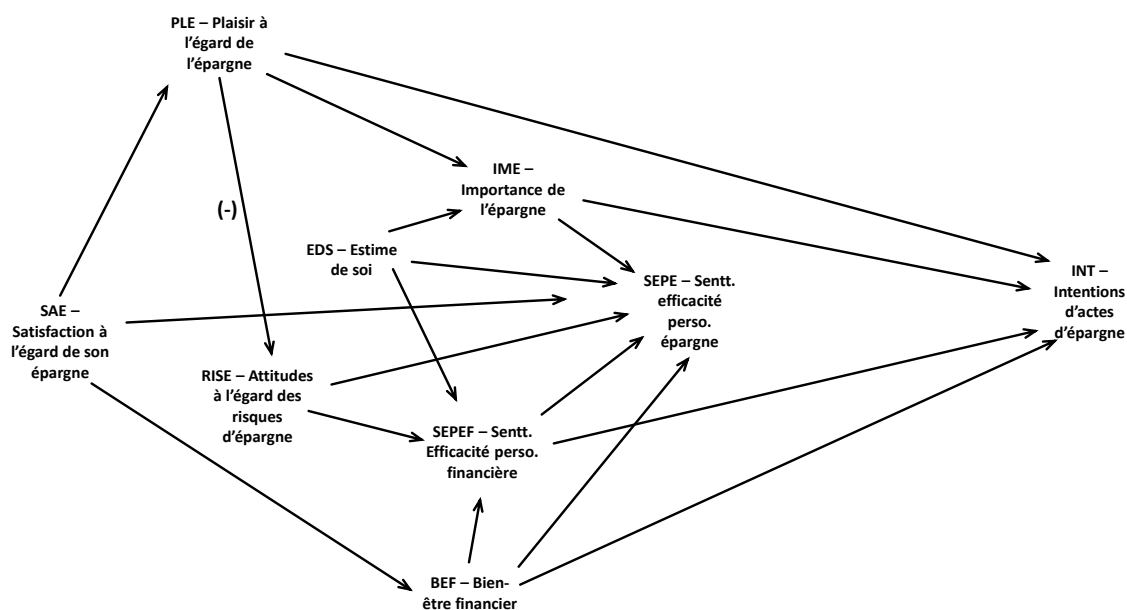 PLE – Plaisir à
l'égard de
l'épargne
IME –
Importance de
l'épargne
(-)
EDS – Estime
de soi
SEPE – Sentt.
efficacité
perso.
épargne
INT –
Intentions
d'actes
d'épargne
SAE –
Satisfaction à
l'égard de son
épargne
RISE – Attitudes
à l'égard des
risques
d'épargne
SEPEF – Sentt.
Efficacité perso.
financière
BEF – Bien-
être financier